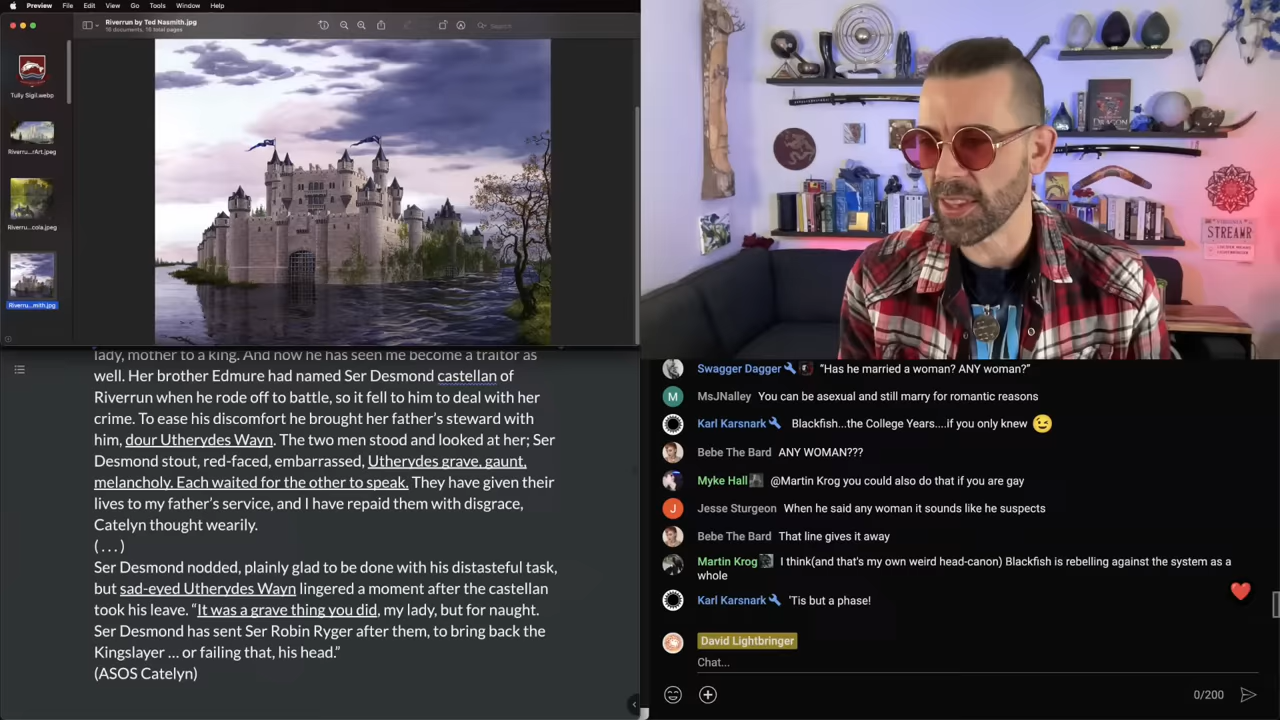 Preview File Edit View Go Tools Window Help
Riverrun by Ted Nasmith.jpg
16 documents, 16 total pages
Search
Tully Sigil.webp
Riverru...rArt.jpeg
Riverru...cola.jpeg
Riverru...mith.jpg
DRAGON
STREAMR
lady, mother to a king. And now he has seen me become a traitor as
well. Her brother Edmure had named Ser Desmond castellan of
Riverrun when he rode off to battle, so it fell to him to deal with her
crime. To ease his discomfort he brought her father's steward with
him, dour Utherydes Wayn. The two men stood and looked at her; Ser
Desmond stout, red-faced, embarrassed, Utherydes grave, gaunt,
melancholy. Each waited for the other to speak. They have given their
lives to my father's service, and I have repaid them with disgrace,
Catelyn thought wearily.
( . . . )
Ser Desmond nodded, plainly glad to be done with his distasteful task,
but sad-eyed Utherydes Wayn lingered a moment after the castellan
took his leave. “It was a grave thing you did, my lady, but for naught.
Ser Desmond has sent Ser Robin Ryger after them, to bring back the
Kingslayer ... or failing that, his head.”
(ASOS Catelyn)
Swagger Dagger “Has he married a woman? ANY woman?”
M MsJNalley You can be asexual and still marry for romantic reasons
Karl Karsnark Blackfish...the College Years....if you only knew 😉
Bebe The Bard ANY WOMAN???
Myke Hall @Martin Krog you could also do that if you are gay
J Jesse Sturgeon When he said any woman it sounds like he suspects
Bebe The Bard That line gives it away
Martin Krog I think(and that's my own weird head-canon) Blackfish is rebelling against the system as a
whole
Karl Karsnark 'Tis but a phase!
David Lightbringer
Chat...
0/200